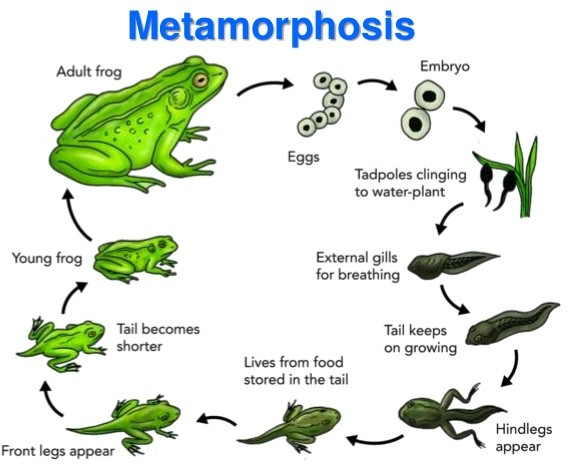 Metamorphosis
Adult frog
Eggs
Embryo
Tadpoles clinging
to water-plant
External gills
for breathing
Tail keeps
on growing
Hindlegs
appear
Lives from food
stored in the tail
Front legs appear
Tail becomes
shorter
Young frog